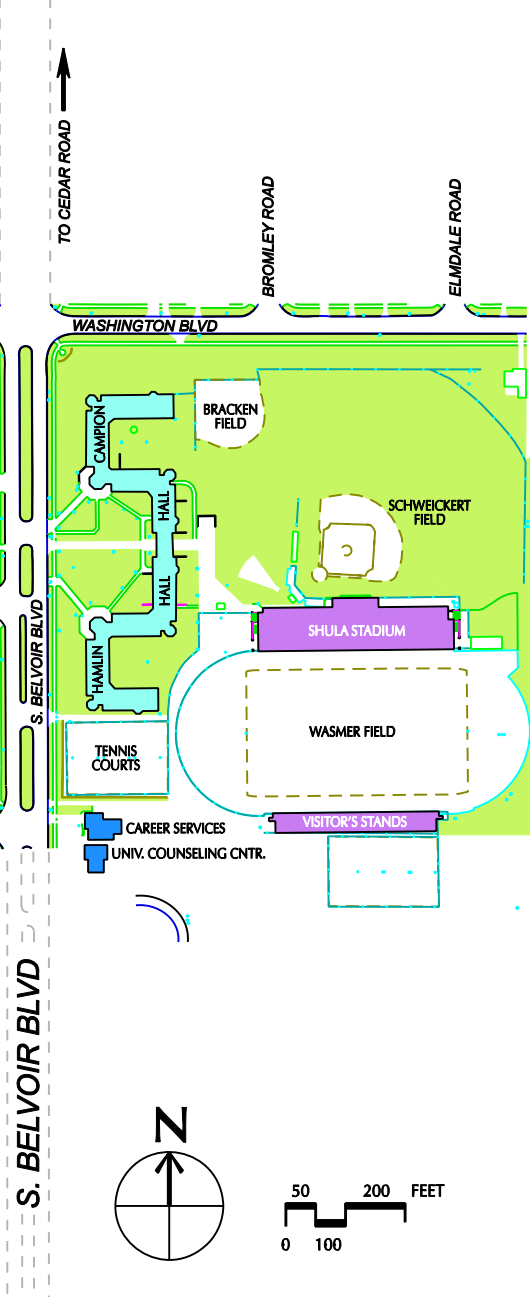 TO CEDAR ROAD
BROMLEY ROAD
ELMDALE ROAD
WASHINGTON BLVD
CAMPION
HALL
BRACKEN
FIELD
SCHWEICKERT
FIELD
HALL
HAMLIN
S. BELVOIR BLVD
SHULA STADIUM
WASMER FIELD
TENNIS
COURTS
VISITOR'S STANDS
CAREER SERVICES
UNIV. COUNSELING CNTR.
S. BELVOIR BLVD
N
50 200 FEET
0 100